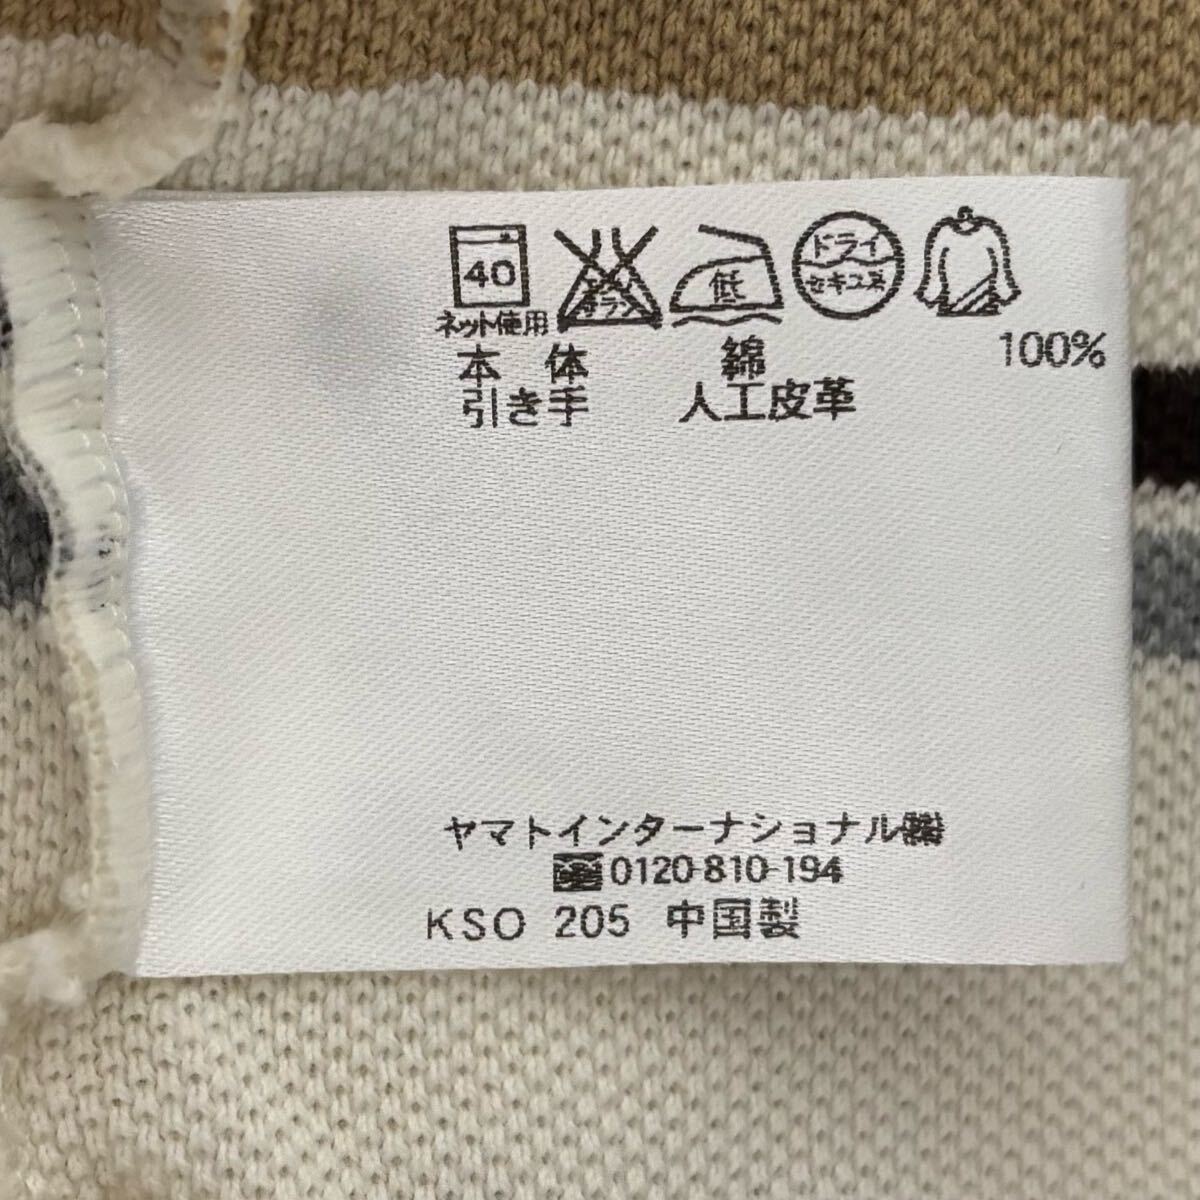 40 低 ドライ
ネット使用 セキユ系
本 体 綿 100%
引き手 人工皮革
ヤマトインターナショナル㈱
0120-810-194
KSO 205 中国製